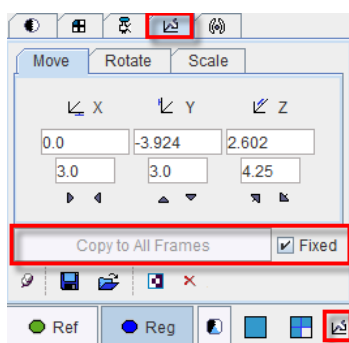 Move Rotate Scale
X Y Z
0.0 -3.924 2.602
3.0 3.0 4.25
Copy to All Frames Fixed
Ref Reg